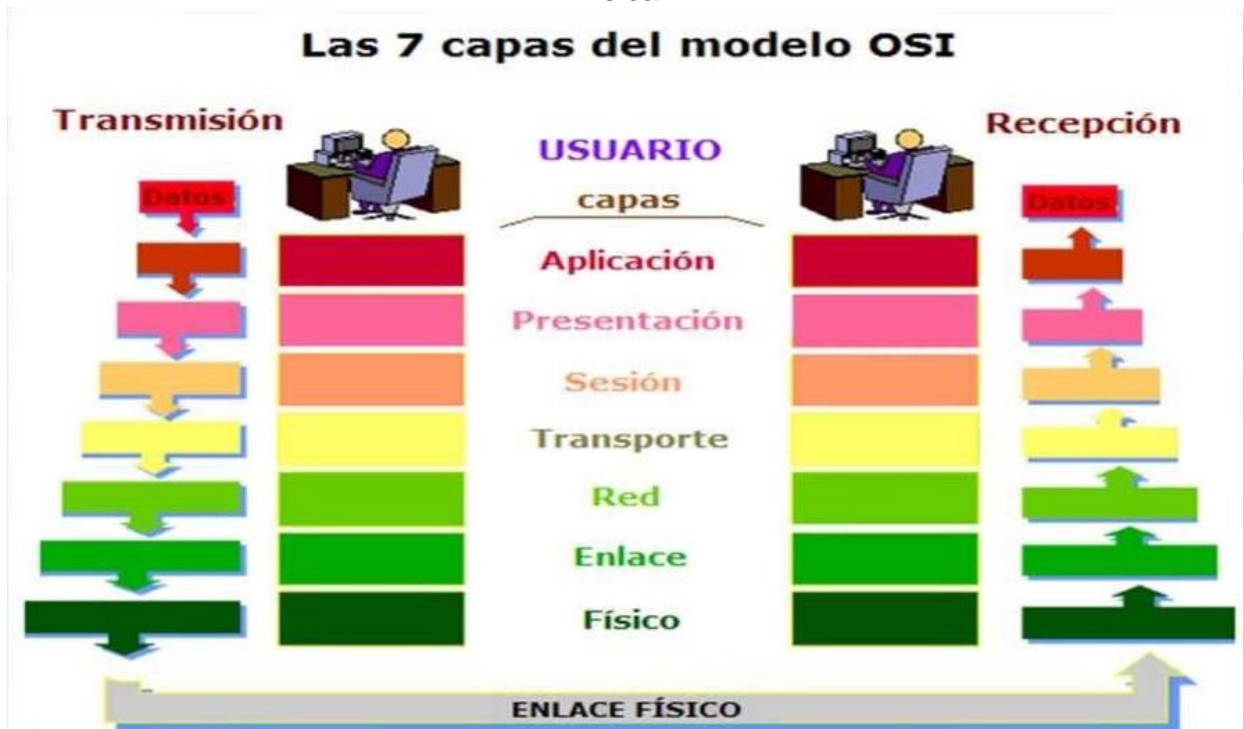 Las 7 capas del modelo OSI
Transmisión
Recepción
USUARIO
capas
Datos
Datos
Aplicación
Presentación
Sesión
Transporte
Red
Enlace
Físico
ENLACE FÍSICO